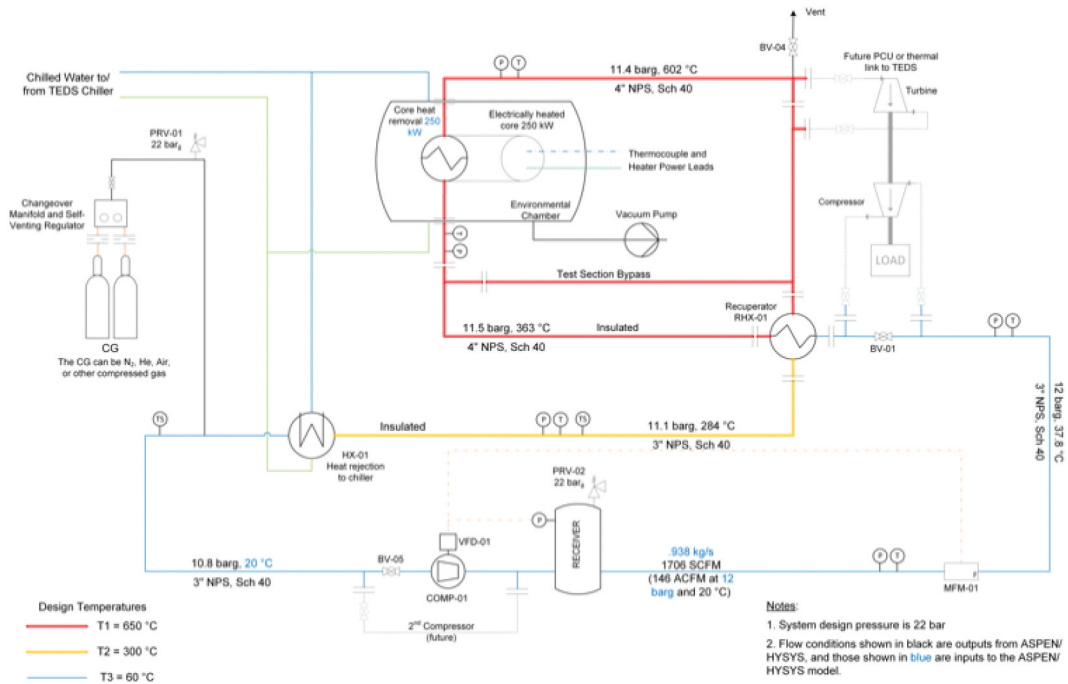 Vent
BV-04
Future PCU or thermal
link to TEDS
Turbine
P
T
11.4 barg, 602 °C
4" NPS, Sch 40
Chilled Water to/
from TEDS Chiller
Core heat
removal 250
kW
Electrically heated
core 250 kW
PRV-01
22 barg
Thermocouple and
Heater Power Leads
Changeover
Manifold and Self-
Venting Regulator
Environmental
Chamber
Vacuum Pump
Compressor
T
P
LOAD
Test Section Bypass
Recuperator
RHX-01
11.5 barg, 363 °C
Insulated
4" NPS, Sch 40
P
T
BV-01
CG
The CG can be N₂, He, Air,
or other compressed gas
12 barg, 37.8 °C
3" NPS, Sch 40
TS
Insulated
P
T
TS
11.1 barg, 284 °C
3" NPS, Sch 40
HX-01
Heat rejection
to chiller
PRV-02
22 barg
P
RECEIVER
VFD-01
BV-05
10.8 barg, 20 °C
3" NPS, Sch 40
COMP-01
.938 kg/s
1706 SCFM
(146 ACFM at 12
barg and 20 °C)
P
T
F
MFM-01
2nd Compressor
(future)
Design Temperatures
T1 = 650 °C
T2 = 300 °C
T3 = 60 °C
Notes:
1. System design pressure is 22 bar
2. Flow conditions shown in black are outputs from ASPEN/
HYSYS, and those shown in blue are inputs to the ASPEN/
HYSYS model.